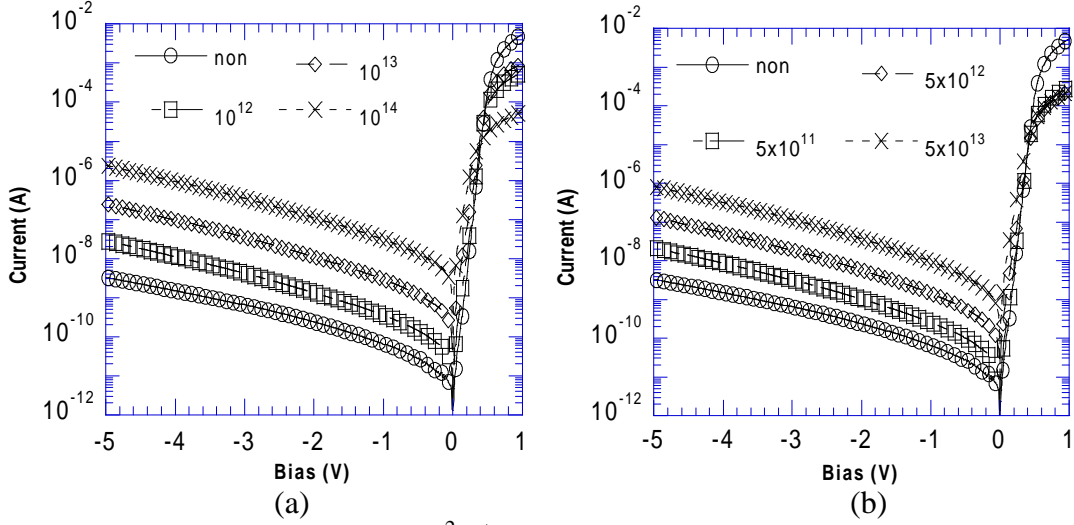 10^-2
10^-4
10^-6
10^-8
10^-10
10^-12
Current (A)
non
10^12
10^13
10^14
-5 -4 -3 -2 -1 0 1
Bias (V)
(a)
10^-2
10^-4
10^-6
10^-8
10^-10
10^-12
Current (A)
non
5x10^11
5x10^12
5x10^13
-5 -4 -3 -2 -1 0 1
Bias (V)
(b)